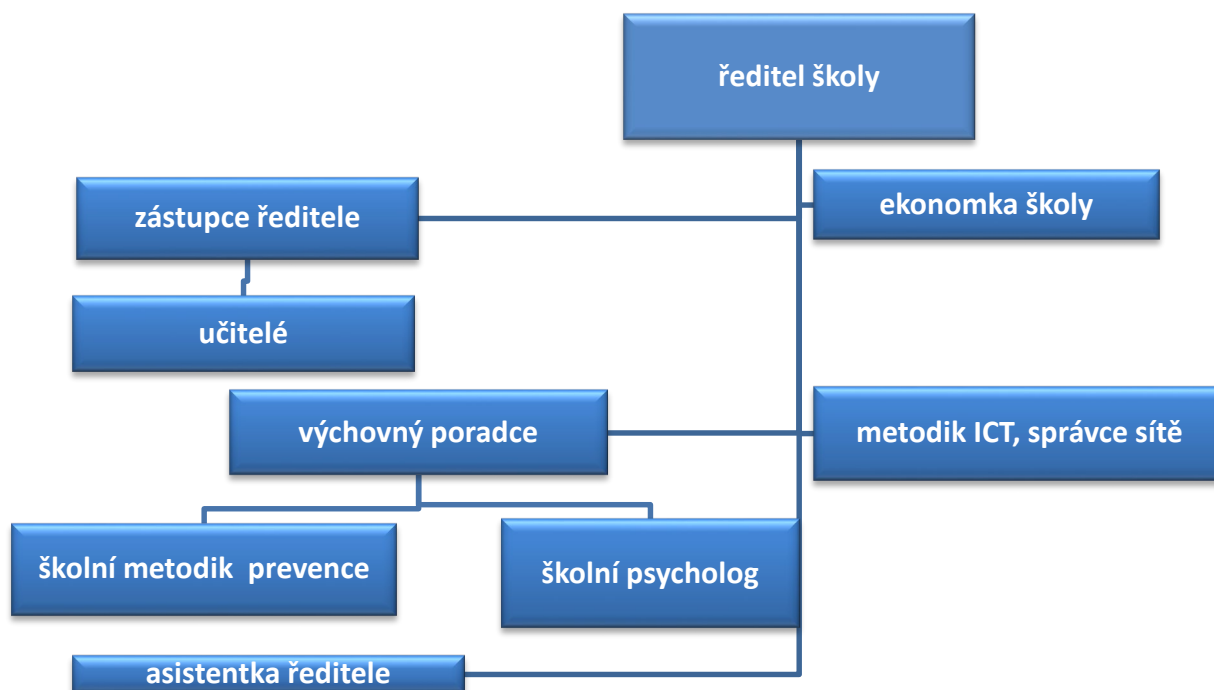 ředitel školy
zástupce ředitele
ekonomka školy
učitelé
výchovný poradce
metodik ICT, správce sítě
školní metodik  prevence
školní psycholog
asistentka ředitele